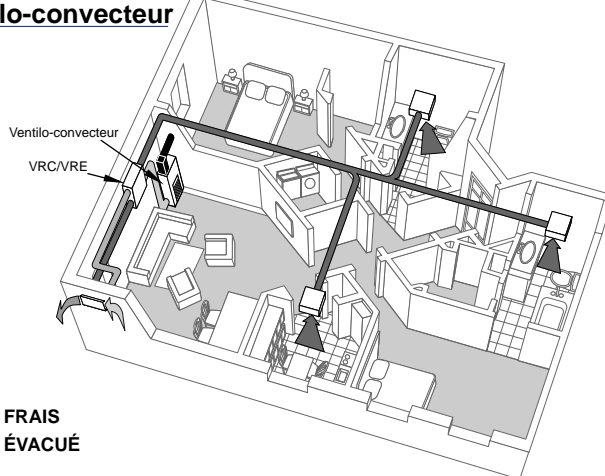 lo-convecteur
Ventilo-convecteur
VRC/VRE
FRAIS
ÉVACUÉ